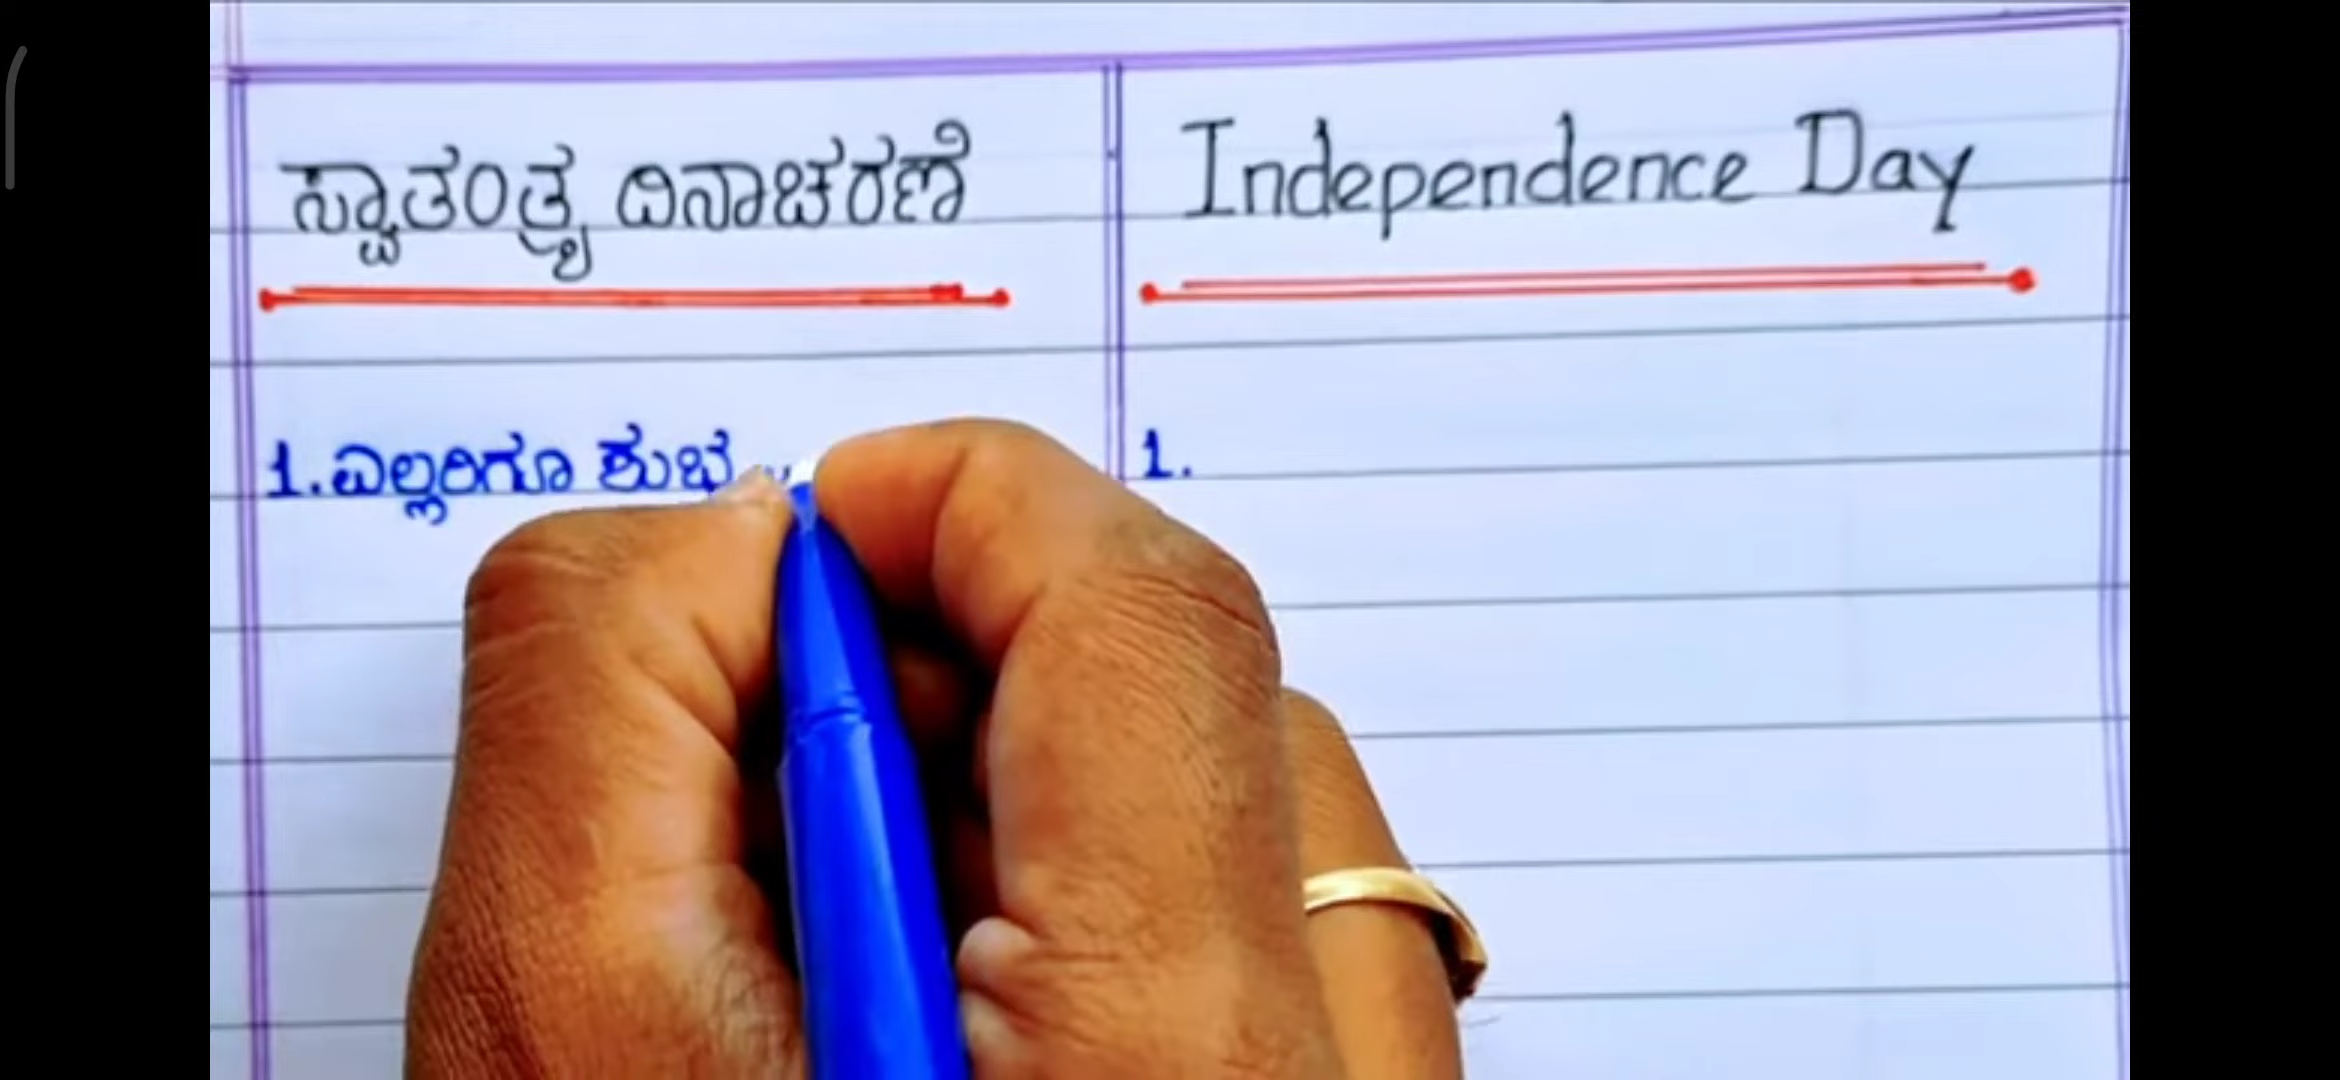 ಸ್ವಾತಂತ್ರ್ಯ ದಿನಾಚರಣೆ
Independence Day
1. ಎಲ್ಲರಿಗೂ ಶುಭ
1.